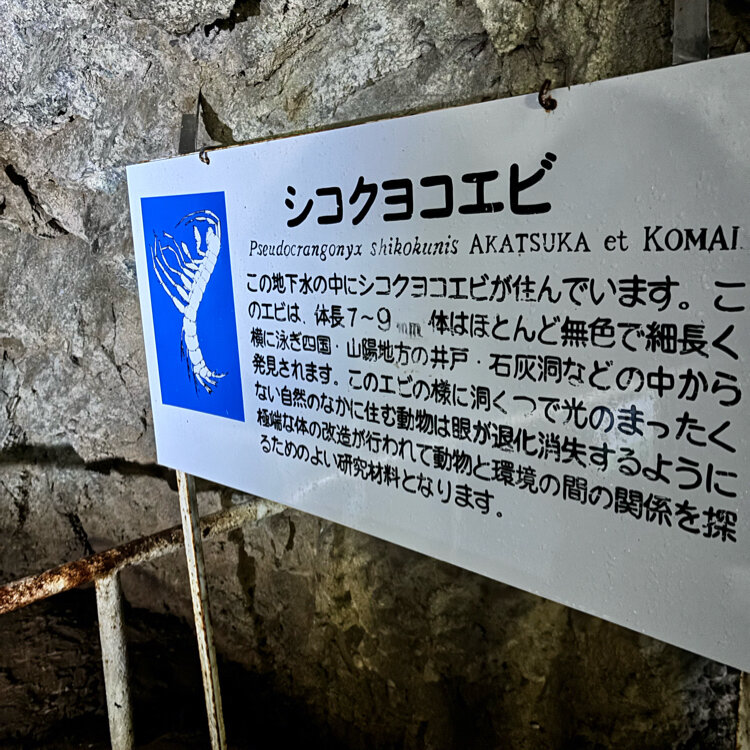 シコクヨコエビ
Pseudocrangonyx shikokunis AKATSUKA et KOMAI
この地下水の中にシコクヨコエビが住んでいます。こ
のエビは、体長7～9mm 体はほとんど無色で細長く
横に泳ぎ四国・山陽地方の井戸・石灰洞などの中から
発見されます。このエビの様に洞くつで光のまったく
ない自然のなかに住む動物は眼が退化消失するように
極端な体の改造が行われて動物と環境の間の関係を探
るためのよい研究材料となります。